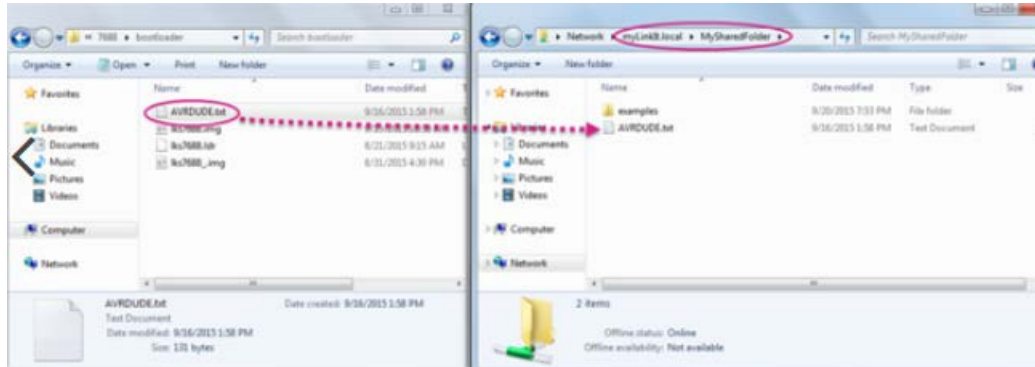 « 7688 ▸ bootloader
Search bootloader
Organize
Open
Print
New folder
Name
Date modified
Favorites
AVRDUDE.txt
9/16/2015 1:58 PM
lks7688.img
Libraries
Documents
lks7688.ldr
8/21/2015 9:15 AM
Music
lks7688_.img
8/31/2015 4:39 PM
Pictures
Videos
Computer
Network
AVRDUDE.txt
Date created: 9/16/2015 1:58 PM
Text Document
Date modified: 9/16/2015 1:58 PM
Size: 131 bytes
Network ▸ myLinkIt.local ▸ MySharedFolder ▸
Search MySharedFolder
Organize
New folder
Name
Date modified
Type
Size
Favorites
examples
8/20/2015 7:53 PM
File folder
Libraries
AVRDUDE.txt
9/16/2015 1:58 PM
Text Document
Documents
Music
Pictures
Videos
Computer
Network
2 items
Offline status: Online
Offline availability: Not available